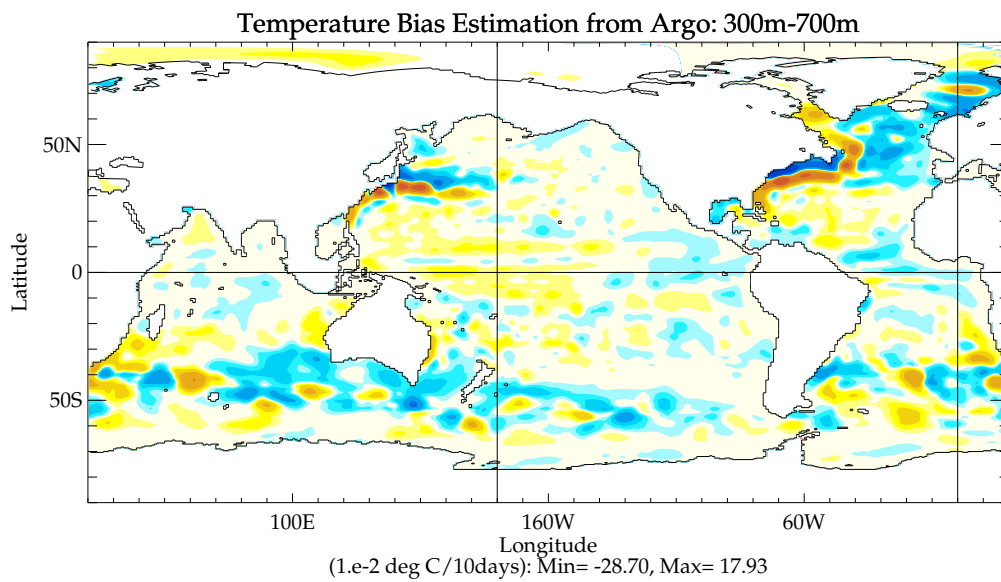 Temperature Bias Estimation from Argo: 300m-700m
50N
0
50S
Latitude
100E
160W
60W
Longitude
(1.e-2 deg C/10days): Min= -28.70, Max= 17.93